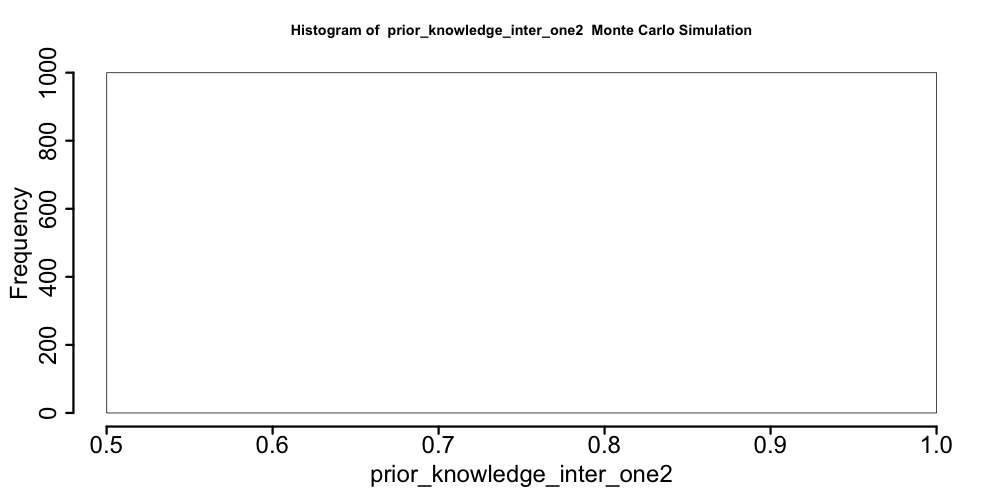 Histogram of  prior_knowledge_inter_one2  Monte Carlo Simulation
Frequency
1000
800
600
400
200
0
0.5 0.6 0.7 0.8 0.9 1.0
prior_knowledge_inter_one2